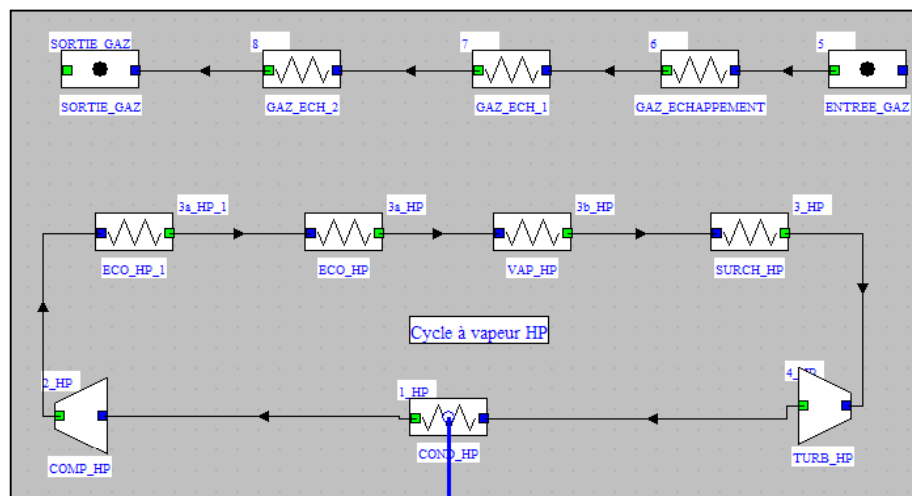 SORTIE_GAZ
8
7
6
5
SORTIE_GAZ
GAZ_ECH_2
GAZ_ECH_1
GAZ_ECHAPPEMENT
ENTREE_GAZ
3a_HP_1
3a_HP
3b_HP
3_HP
ECO_HP_1
ECO_HP
VAP_HP
SURCH_HP
Cycle à vapeur HP
2_HP
1_HP
4_HP
COMP_HP
COND_HP
TURB_HP